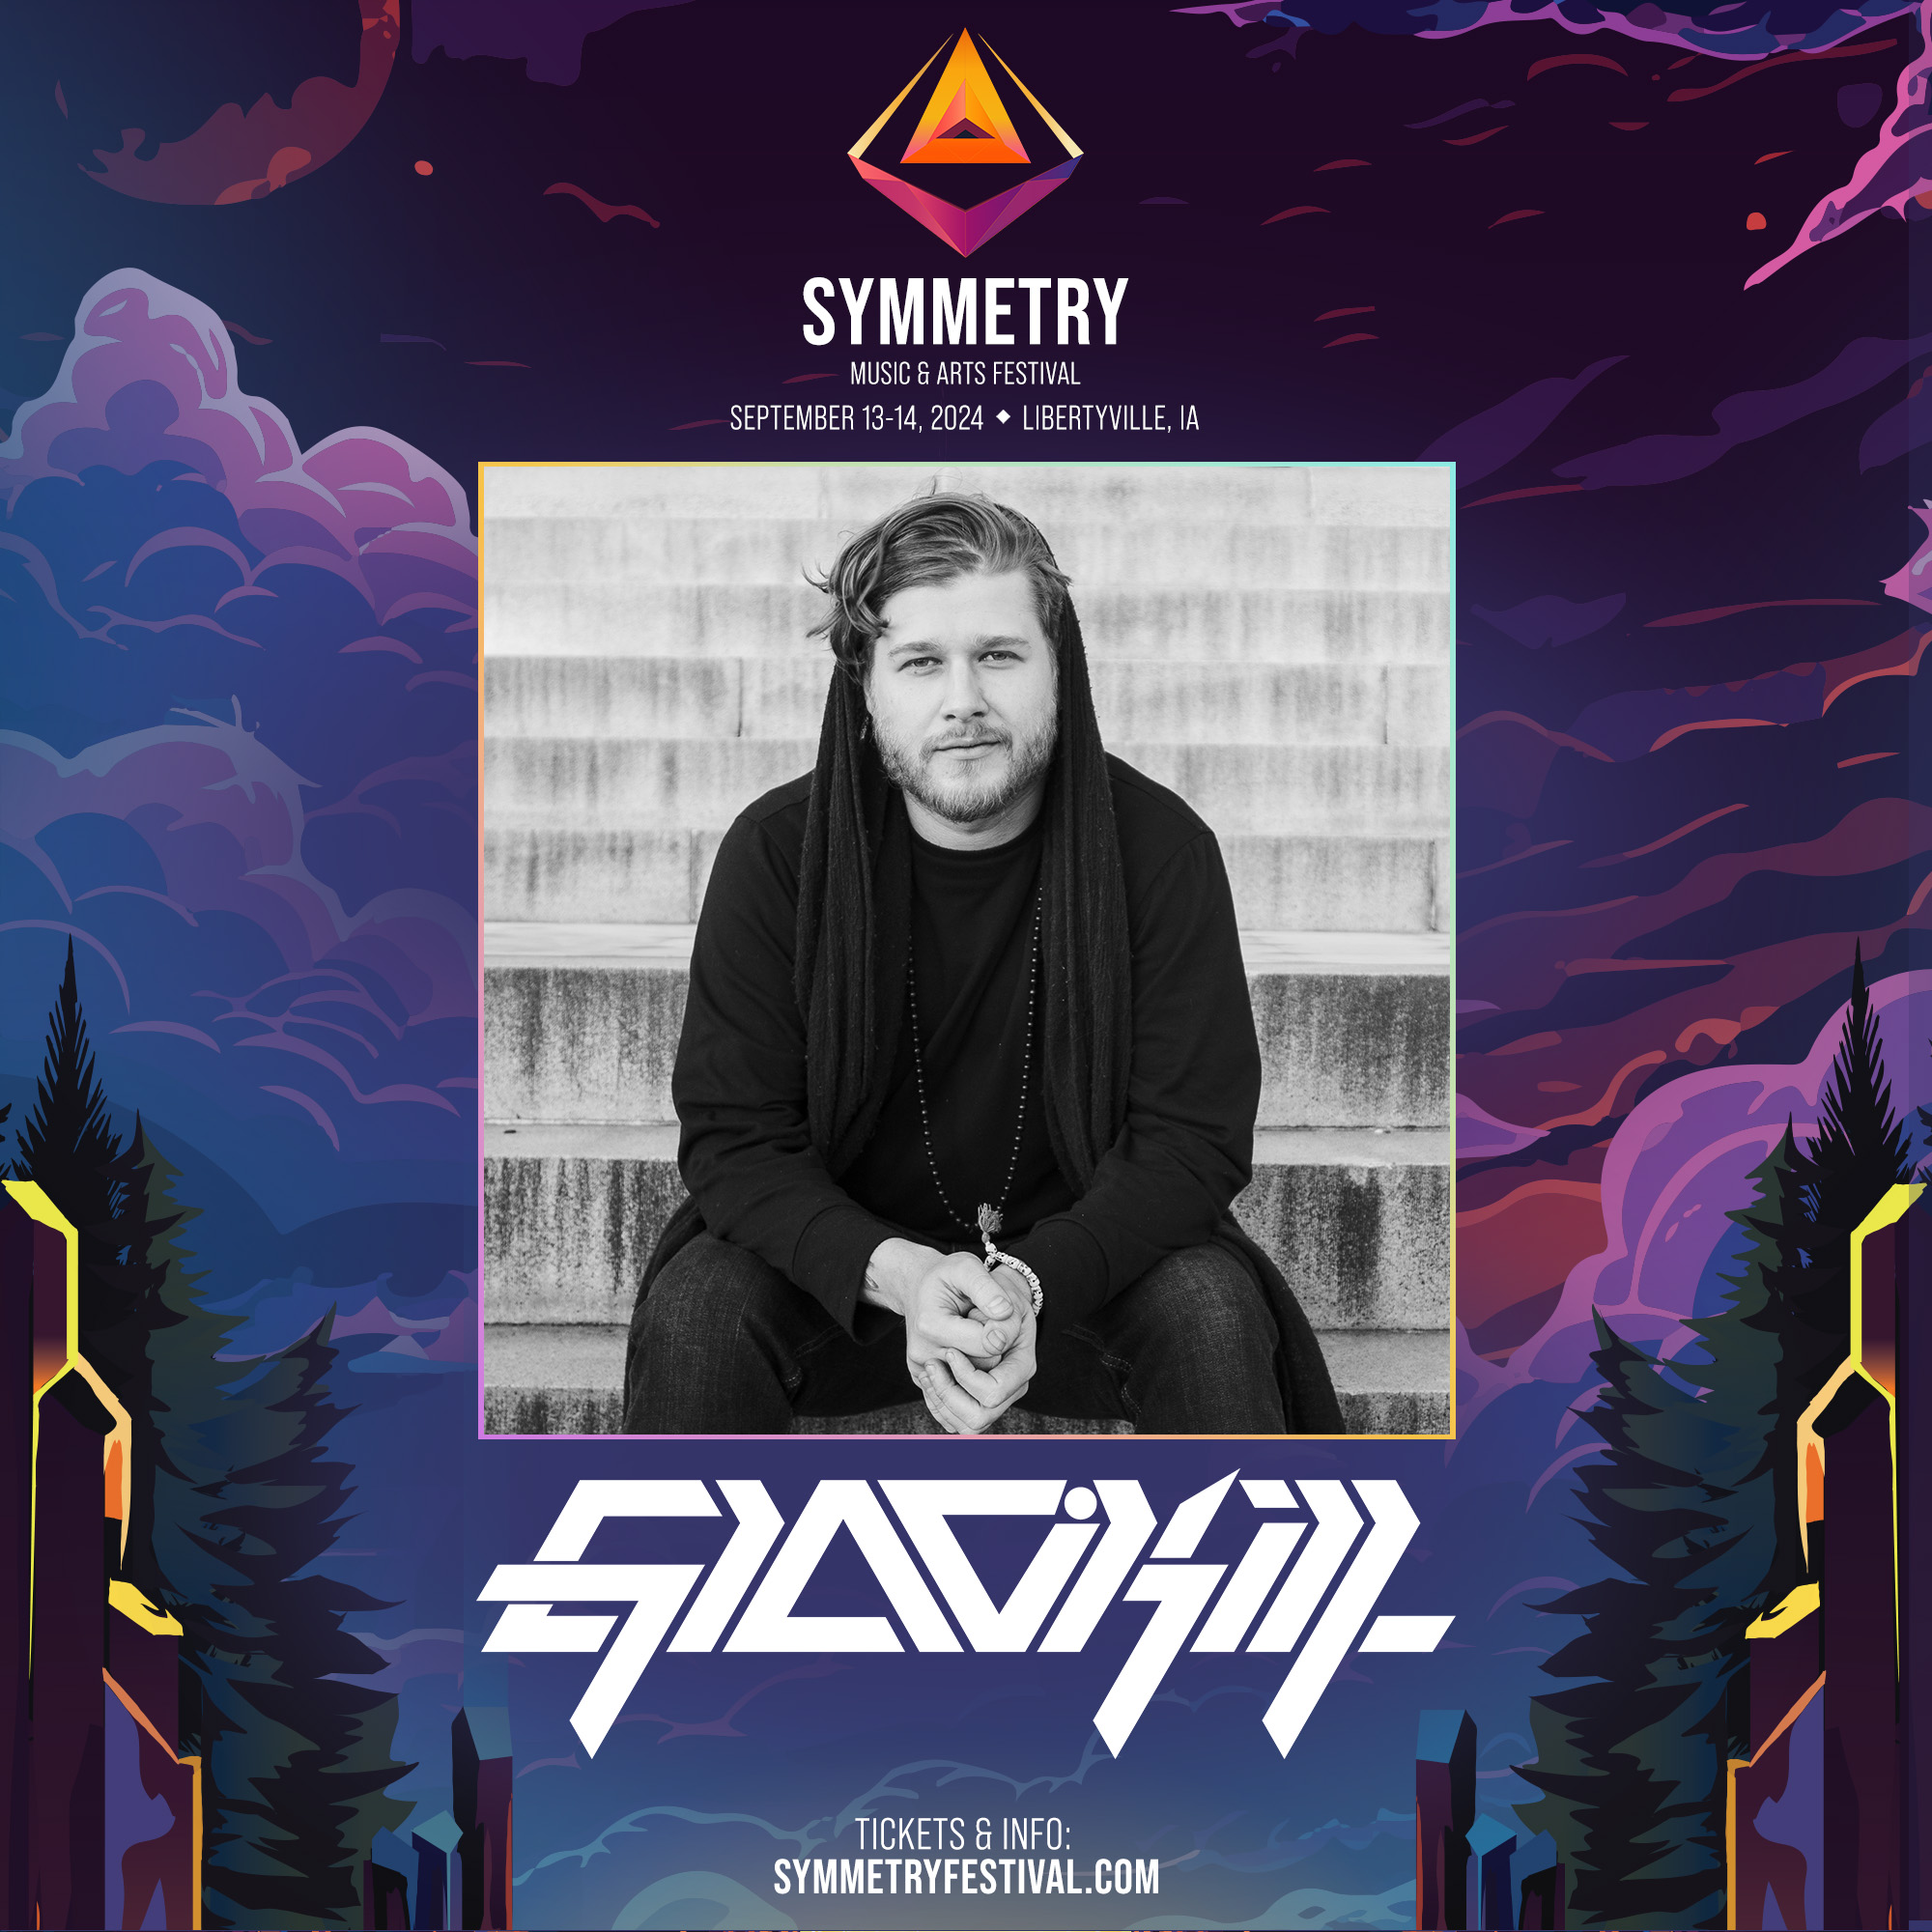 SYMMETRY
MUSIC & ARTS FESTIVAL
SEPTEMBER 13-14, 2024 ◆ LIBERTYVILLE, IA
TICKETS & INFO:
SYMMETRYFESTIVAL.COM